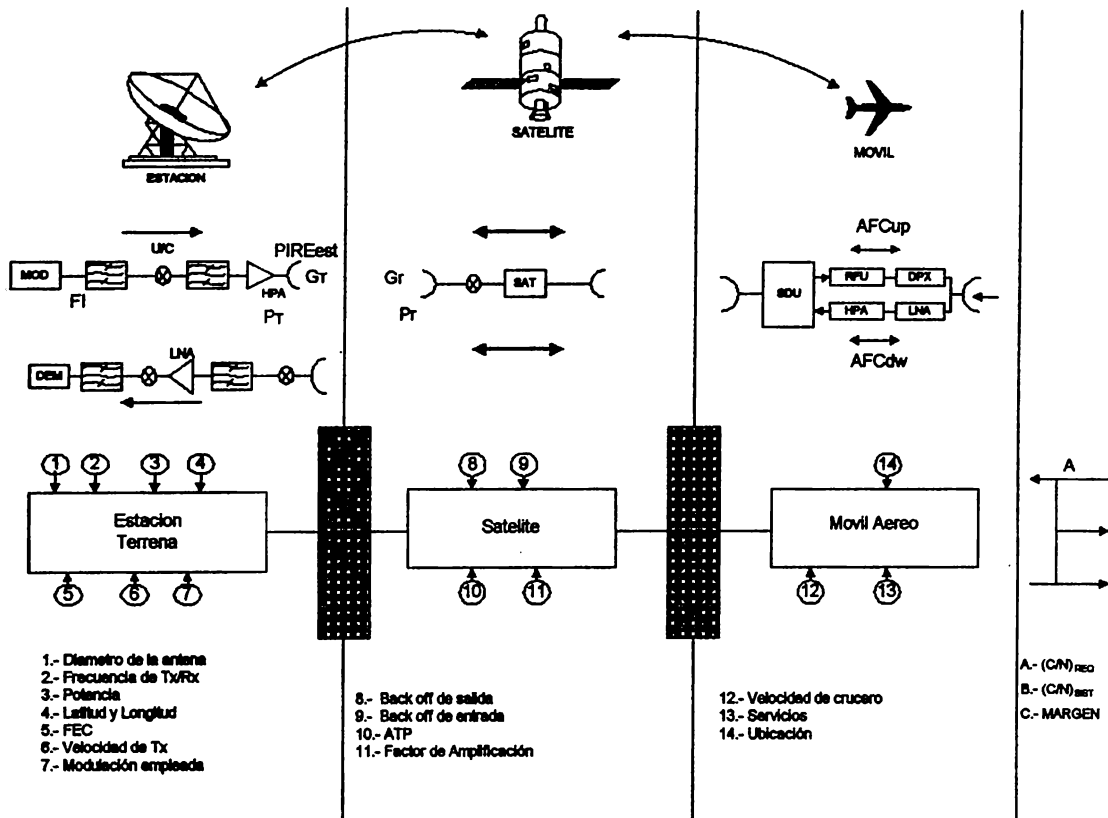 ESTACION
SATELITE
MOVIL
U/C
MOD
FI
HPA
PT
PIREest
GT
LNA
DEM
Gr
Pr
SAT
AFCup
SDU
RFU
DPX
HPA
LNA
AFCdw
1
2
3
4
Estacion
Terrena
5
6
7
8
9
Satelite
10
11
14
Movil Aereo
12
13
A
1.- Diametro de la antena
2.- Frecuencia de Tx/Rx
3.- Potencia
4.- Latitud y Longitud
5.- FEC
6.- Velocidad de Tx
7.- Modulación empleada
8.- Back off de salida
9.- Back off de entrada
10.- ATP
11.- Factor de Amplificación
12.- Velocidad de crucero
13.- Servicios
14.- Ubicación
A.- (C/N)REQ
B.- (C/N)SIST
C.- MARGEN